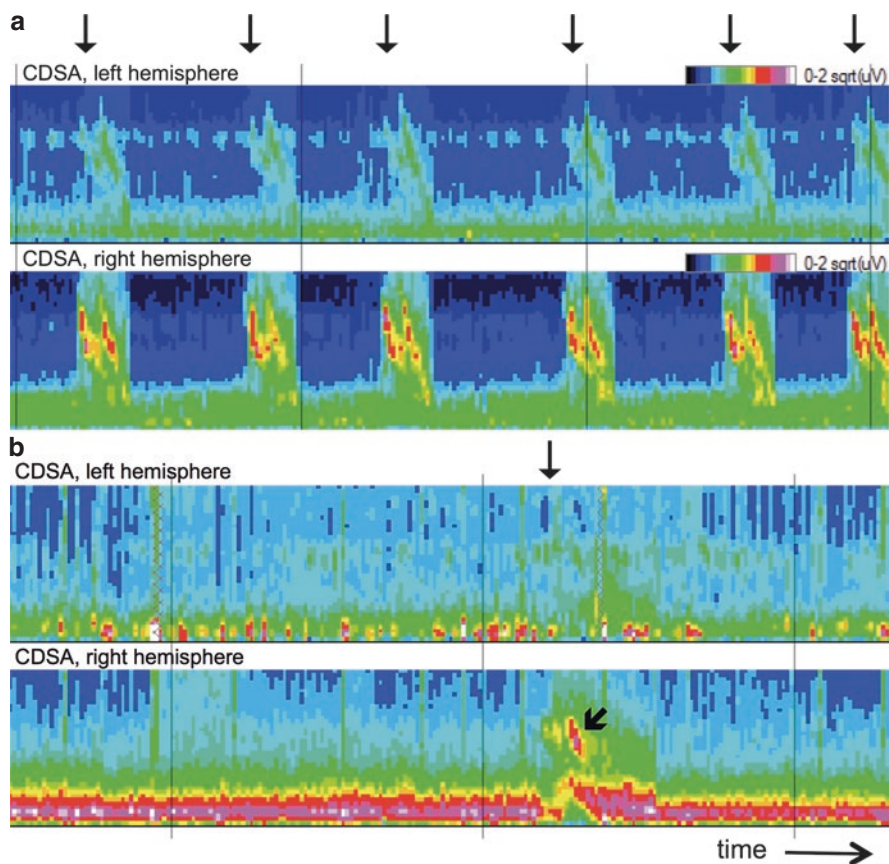 a
CDSA, left hemisphere
0-2 sqrt(uV)
CDSA, right hemisphere
0-2 sqrt(uV)
b
CDSA, left hemisphere
CDSA, right hemisphere
time